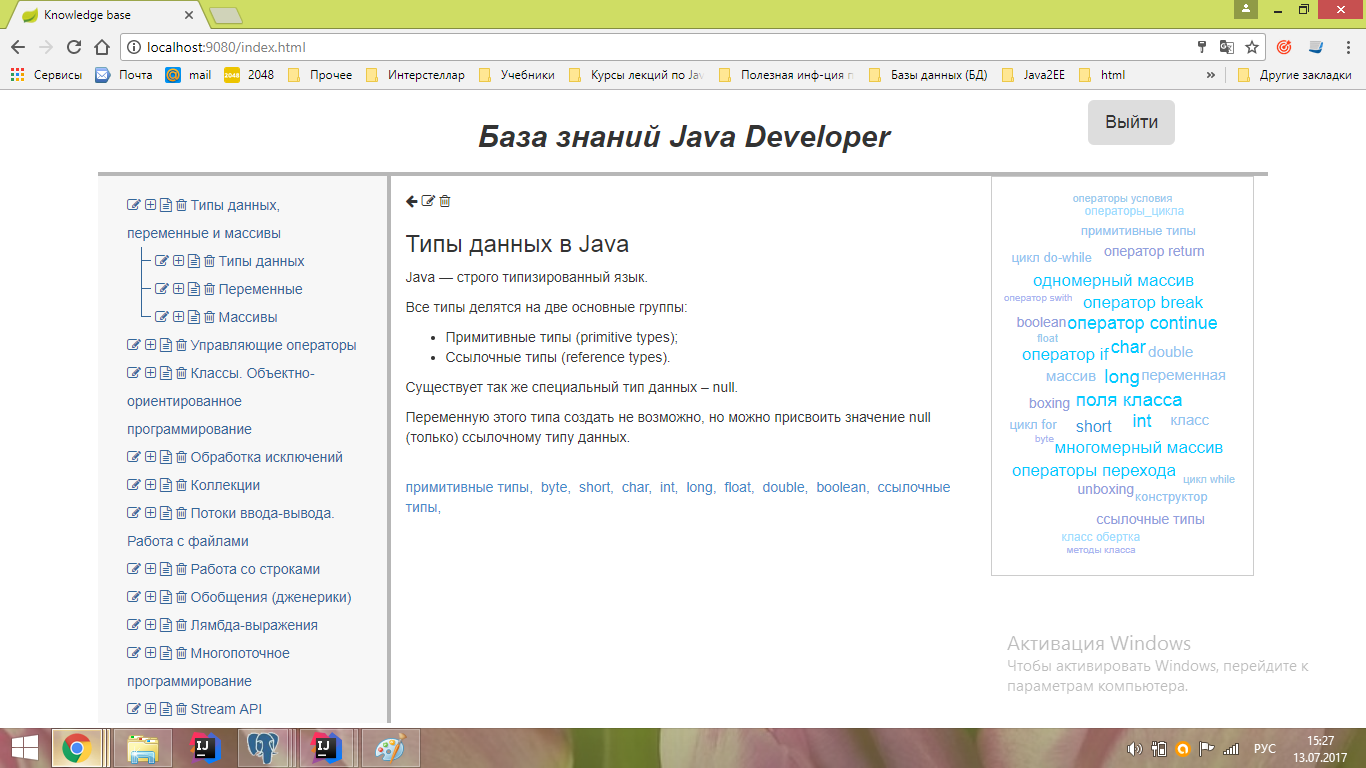 Knowledge base
localhost:9080/index.html
Сервисы Почта mail 2048 2048 Прочее Интерстеллар Учебники Курсы лекций по Jav Полезная инф-ция п Базы данных (БД) Java2EE html » Другие закладки
База знаний Java Developer
Выйти
Типы данных,
переменные и массивы
Типы данных
Переменные
Массивы
Управляющие операторы
Классы. Объектно-
ориентированное
программирование
Обработка исключений
Коллекции
Потоки ввода-вывода.
Работа с файлами
Работа со строками
Обобщения (дженерики)
Лямбда-выражения
Многопоточное
программирование
Stream API
Типы данных в Java
Java — строго типизированный язык.
Все типы делятся на две основные группы:
• Примитивные типы (primitive types);
• Ссылочные типы (reference types).
Существует так же специальный тип данных – null.
Переменную этого типа создать не возможно, но можно присвоить значение null
(только) ссылочному типу данных.
примитивные типы, byte, short, char, int, long, float, double, boolean, ссылочные
типы,
операторы условия
операторы_цикла
примитивные типы
оператор return
цикл do-while
одномерный массив
оператор swith
оператор break
boolean оператор continue
float
оператор if char double
массив long переменная
boxing поля класса
цикл for short int класс
byte
многомерный массив
операторы перехода
цикл while
unboxing
конструктор
ссылочные типы
класс обертка
методы класса
Активация Windows
Чтобы активировать Windows, перейдите к
параметрам компьютера.
РУС
15:27
13.07.2017